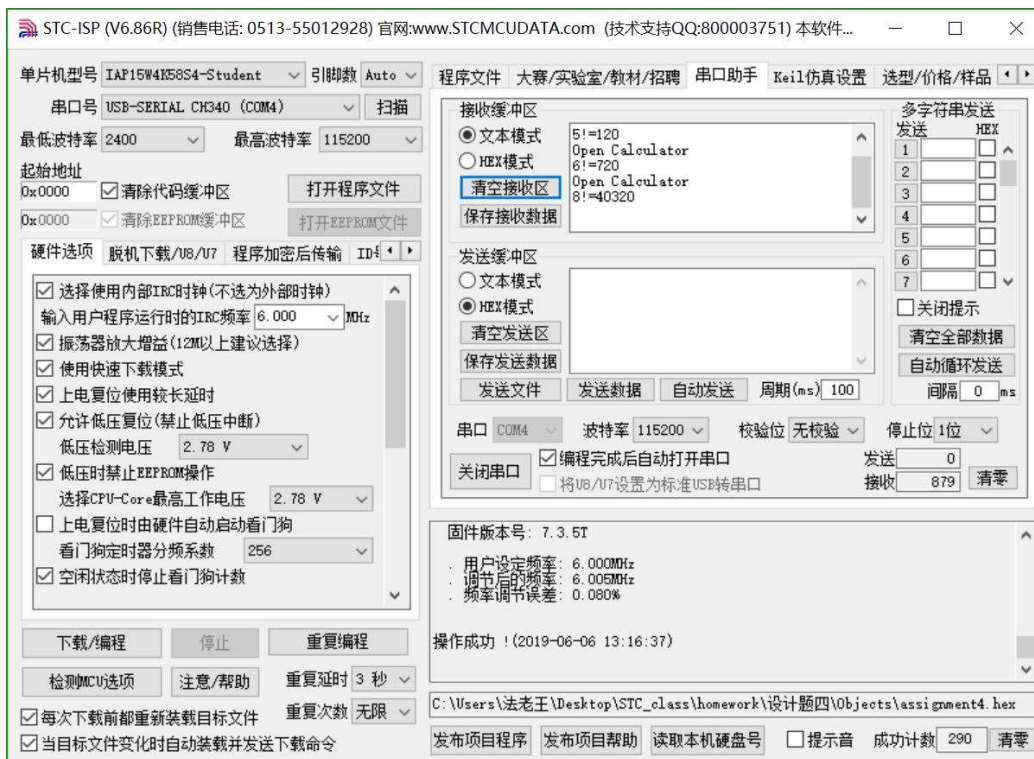 STC-ISP (V6.86R) (销售电话: 0513-55012928) 官网:www.STCMCUDATA.com (技术支持QQ:800003751) 本软件...
单片机型号 IAP15W4K58S4-Student 引脚数 Auto
串口号 USB-SERIAL CH340 (COM4) 扫描
最低波特率 2400 最高波特率 115200
起始地址
0x0000 清除代码缓冲区 打开程序文件
0x0000 清除EEPROM缓冲区 打开EEPROM文件
硬件选项 脱机下载/U8/U7 程序加密后传输
选择使用内部IRC时钟(不选为外部时钟)
输入用户程序运行时的IRC频率 6.000 MHz
振荡器放大增益(12M以上建议选择)
使用快速下载模式
上电复位使用较长延时
允许低压复位(禁止低压中断)
低压检测电压 2.78 V
低压时禁止EEPROM操作
选择CPU-Core最高工作电压 2.78 V
上电复位时由硬件自动启动看门狗
看门狗定时器分频系数 256
空闲状态时停止看门狗计数
下载/编程 停止 重复编程
检测MCU选项 注意/帮助 重复延时 3 秒
重复次数 无限
每次下载前都重新装载目标文件
当目标文件变化时自动装载并发送下载命令
程序文件 大赛/实验室/教材/招聘 串口助手 Keil仿真设置 选型/价格/样品
接收缓冲区
文本模式
HEX模式
清空接收区
保存接收数据
5!=120
Open Calculator
6!=720
Open Calculator
8!=40320
发送缓冲区
文本模式
HEX模式
清空发送区
保存发送数据
发送文件 发送数据 自动发送 周期(ms) 100
多字符串发送
发送 HEX
1
2
3
4
5
6
7
关闭提示
清空全部数据
自动循环发送
间隔 0 ms
串口 COM4 波特率 115200 校验位 无校验 停止位 1位
关闭串口 编程完成后自动打开串口
将U8/U7设置为标准USB转串口
发送 0
接收 879 清零
固件版本号: 7.3.5T
. 用户设定频率: 6.000MHz
. 调节后的频率: 6.005MHz
. 频率调节误差: 0.080%
操作成功 !(2019-06-06 13:16:37)
C:\Users\法老王\Desktop\STC_class\homework\设计题四\Objects\assignment4.hex
发布项目程序 发布项目帮助 读取本机硬盘号 提示音 成功计数 290 清零